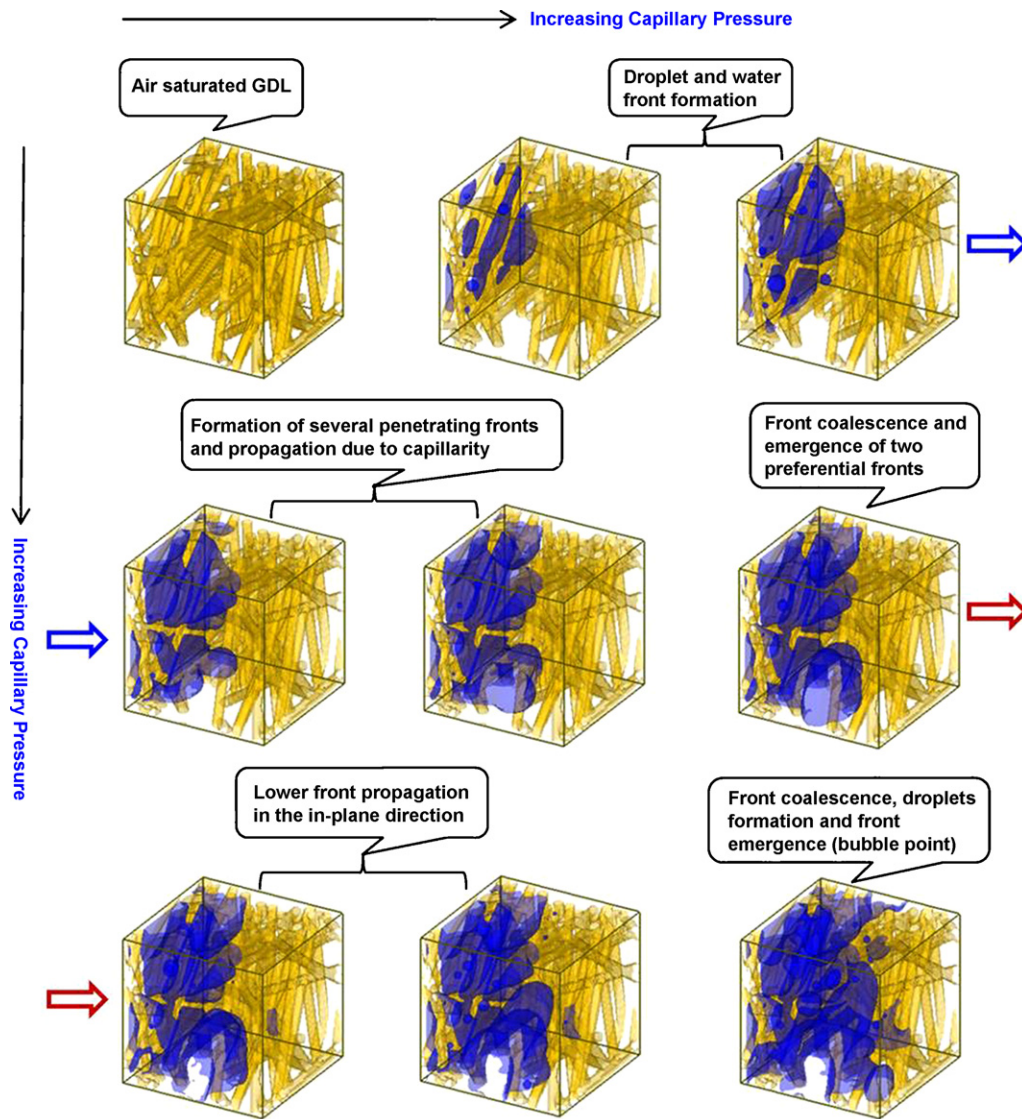 Increasing Capillary Pressure
Air saturated GDL
Droplet and water
front formation
Increasing Capillary Pressure
Formation of several penetrating fronts
and propagation due to capillarity
Front coalescence and
emergence of two
preferential fronts
Lower front propagation
in the in-plane direction
Front coalescence, droplets
formation and front
emergence (bubble point)